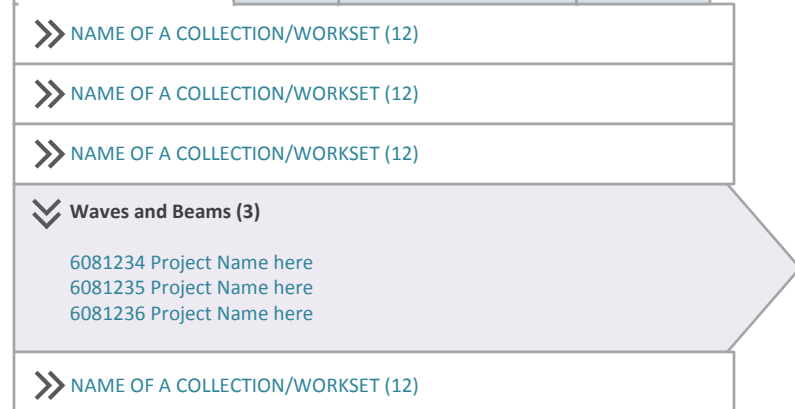 NAME OF A COLLECTION/WORKSET (12)
NAME OF A COLLECTION/WORKSET (12)
NAME OF A COLLECTION/WORKSET (12)
Waves and Beams (3)
6081234 Project Name here
6081235 Project Name here
6081236 Project Name here
NAME OF A COLLECTION/WORKSET (12)